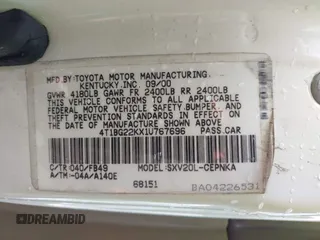 MFD.BY:TOYOTA MOTOR MANUFACTURING,
KENTUCKY,INC. 09/00
GVWR 4180LB GAWR FR 2400LB RR 2400LB
THIS VEHICLE CONFORMS TO ALL APPLICABLE
FEDERAL MOTOR VEHICLE SAFETY,BUMPER, AND
THEFT PREVENTION STANDARDS IN EFFECT ON
THE DATE OF MANUFACTURE SHOWN ABOVE.
4T1BG22KX1U767696 PASS.CAR
C/TR:040/FB49 MODEL:SXV20L-CEPNKA
A/TM:-04A/A140E
68151
BA04226531
DREAMBID